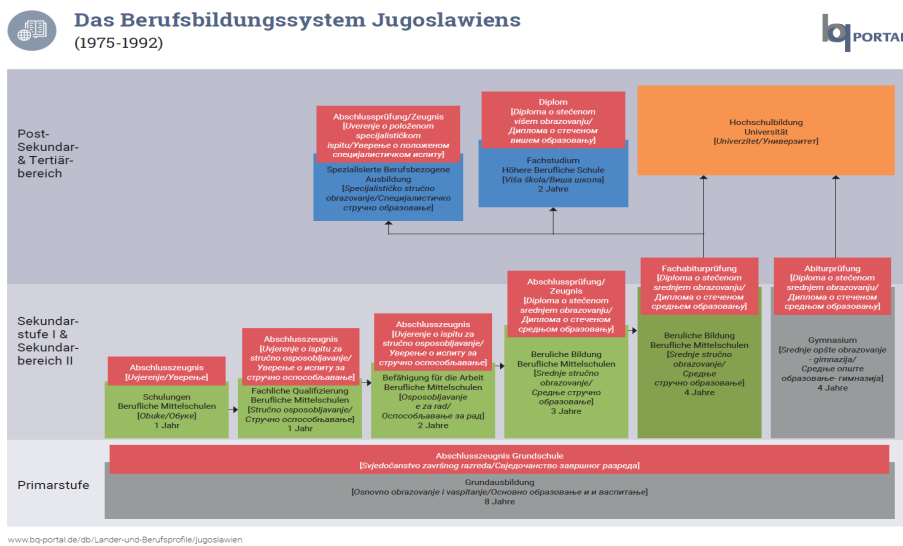 Das Berufsbildungssystem Jugoslawiens
(1975-1992)
bq PORTAL
Post-
Sekundar-
& Tertiär-
bereich
Abschlussprüfung/Zeugnis
[Uverenje o položenom
specijalističkom
ispitu/Уверење о положеном
специјалистичком испиту]
Spezialisierte Berufsbezogene
Ausbildung
[Specijalističko stručno
obrazovanje/Специјалистичко
стручно образовање]
Diplom
[Diploma o stečenom
višem obrazovanju/
Диплома о стеченом
вишем образовању]
Fachstudium
Höhere Berufliche Schule
[Viša škola/Виша школа]
2 Jahre
Hochschulbildung
Universität
[Univerzitet/Универзитет]
Sekundar-
stufe I &
Sekundär-
bereich II
Abschlusszeugnis
[Uvjerenje/Уверење]
Schulungen
Berufliche Mittelschulen
[Obuke/Обуке]
1 Jahr
Abschlusszeugnis
[Uvjerenje o ispitu za
stručno osposobljavanje/
Уверење о испиту за
стручно оспособљавање]
Fachliche Qualifizierung
Berufliche Mittelschulen
[Stručno osposobljavanje/
Стручно оспособљавање]
1 Jahr
Abschlusszeugnis
[Uvjerenje o ispitu za
stručno osposobljavanje/
Уверење о испиту за
стручно оспособљавање]
Befähigung für die Arbeit
Berufliche Mittelschulen
[Osposobljavanje
e za rad/
Оспособљавање за рад]
2 Jahre
Abschlussprüfung/
Zeugnis
[Diploma o stečenom
srednjem obrazovanju/
Диплома о стеченом
средњом образовању]
Beruliche Bildung
Berufliche Mittelschulen
[Srednje stručno
obrazovanje/
Средње стручно
образовање]
3 Jahre
Fachabiturprüfung
[Diploma o stečenom
srednjem obrazovanju/
Диплома о стеченом
средњем образовању]
Beruliche Bildung
Berufliche Mittelschulen
[Srednje stručno
obrazovanje/
Средње
стручно образовање]
4 Jahre
Abiturprüfung
[Diploma o stečenom
srednjem obrazovanju/
Диплома о стеченом
средњем образовању]
Gymnasium
[Srednje opšte obrazovanje
- gimnazija/
Средње опште
образовање- гимназија]
4 Jahre
Primarstufe
Abschlusszeugnis Grundschule
[Svjedočanstvo završnog razreda/Свједочанство завршног разреда]
Grundausbildung
[Osnovno obrazovanje i vaspitanje/Основно образовање и и васпитање]
8 Jahre
www.bq-portal.de/db/Lander-und-Berufsprofile/jugoslawien